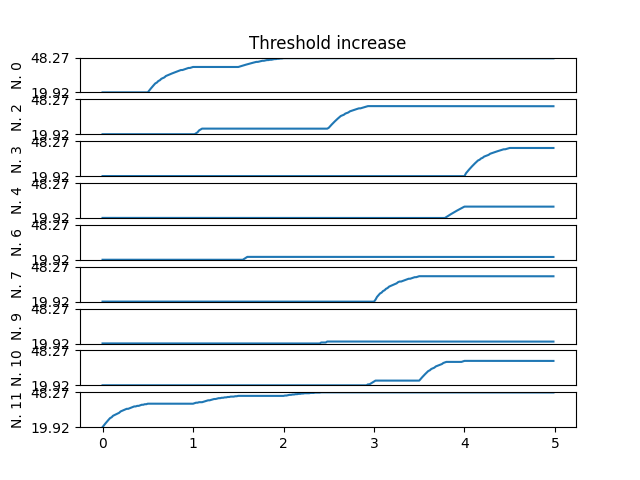 Threshold increase
48.27
N. 0
19.92
48.27
N. 2
19.92
48.27
N. 3
19.92
48.27
N. 4
19.92
48.27
N. 6
19.92
48.27
N. 7
19.92
48.27
N. 9
19.92
48.27
N. 10
19.92
48.27
N. 11
19.92
0 1 2 3 4 5